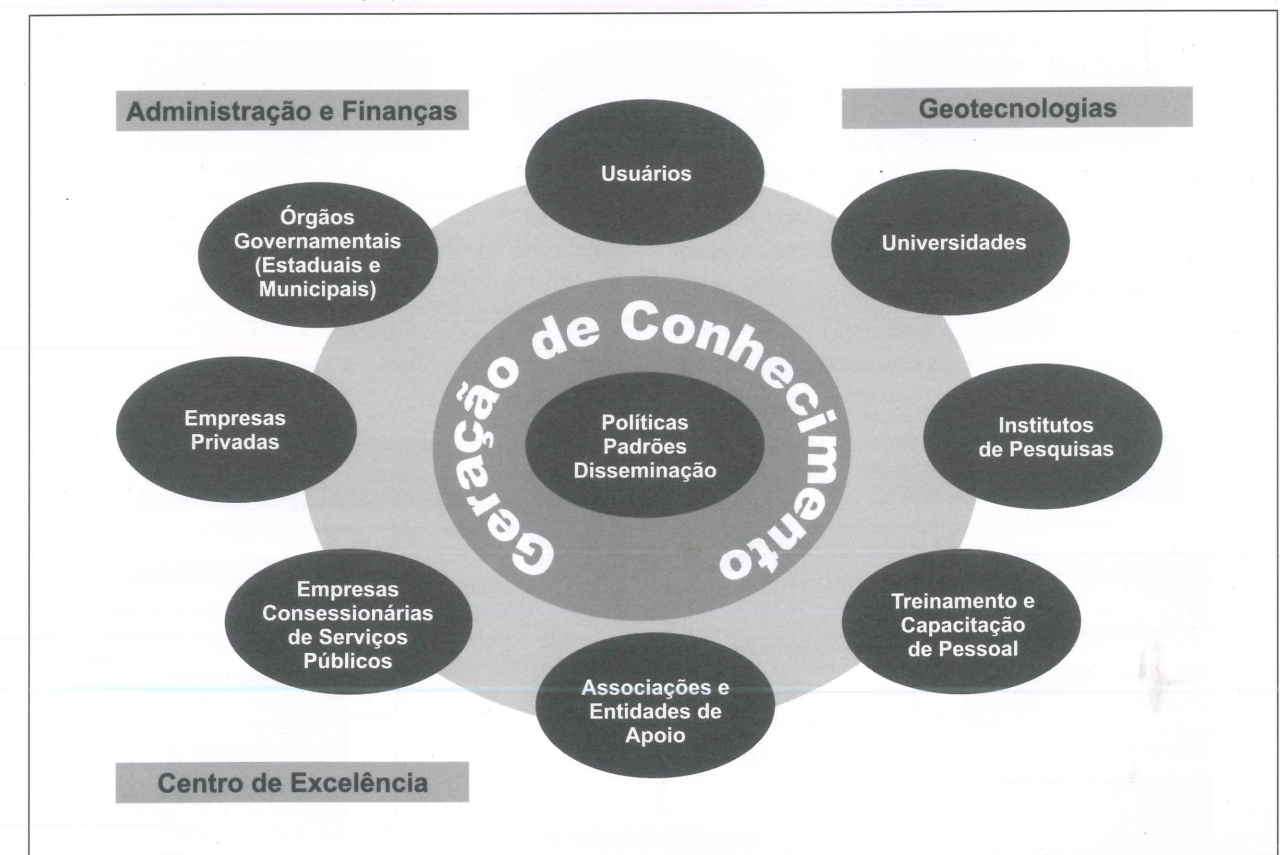 Administração e Finanças
Geotecnologias
Usuários
Órgãos
Governamentais
(Estaduais e
Municipais)
Universidades
Geração de Conhecimento
Empresas
Privadas
Políticas
Padrões
Disseminação
Institutos
de Pesquisas
Empresas
Consessionárias
de Serviços
Públicos
Treinamento e
Capacitação
de Pessoal
Associações e
Entidades de
Apoio
Centro de Excelência